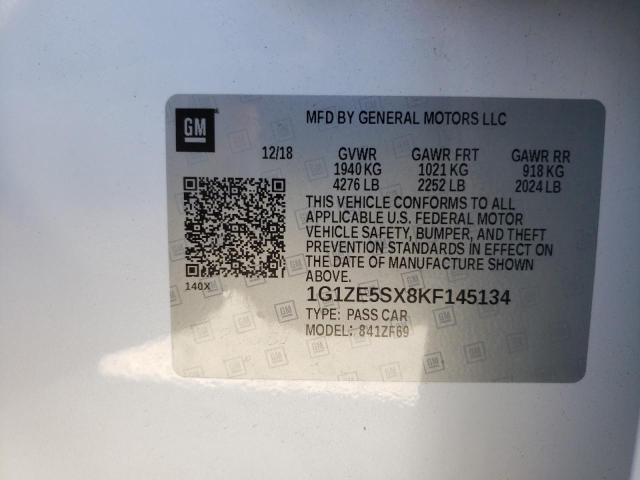 GM
MFD BY GENERAL MOTORS LLC
12/18 GVWR GAWR FRT GAWR RR
1940 KG 1021 KG 918 KG
4276 LB 2252 LB 2024 LB
THIS VEHICLE CONFORMS TO ALL
APPLICABLE U.S. FEDERAL MOTOR
VEHICLE SAFETY, BUMPER, AND THEFT
PREVENTION STANDARDS IN EFFECT ON
THE DATE OF MANUFACTURE SHOWN
ABOVE.
140X
1G1ZE5SX8KF145134
TYPE: PASS CAR
MODEL: 841ZF69